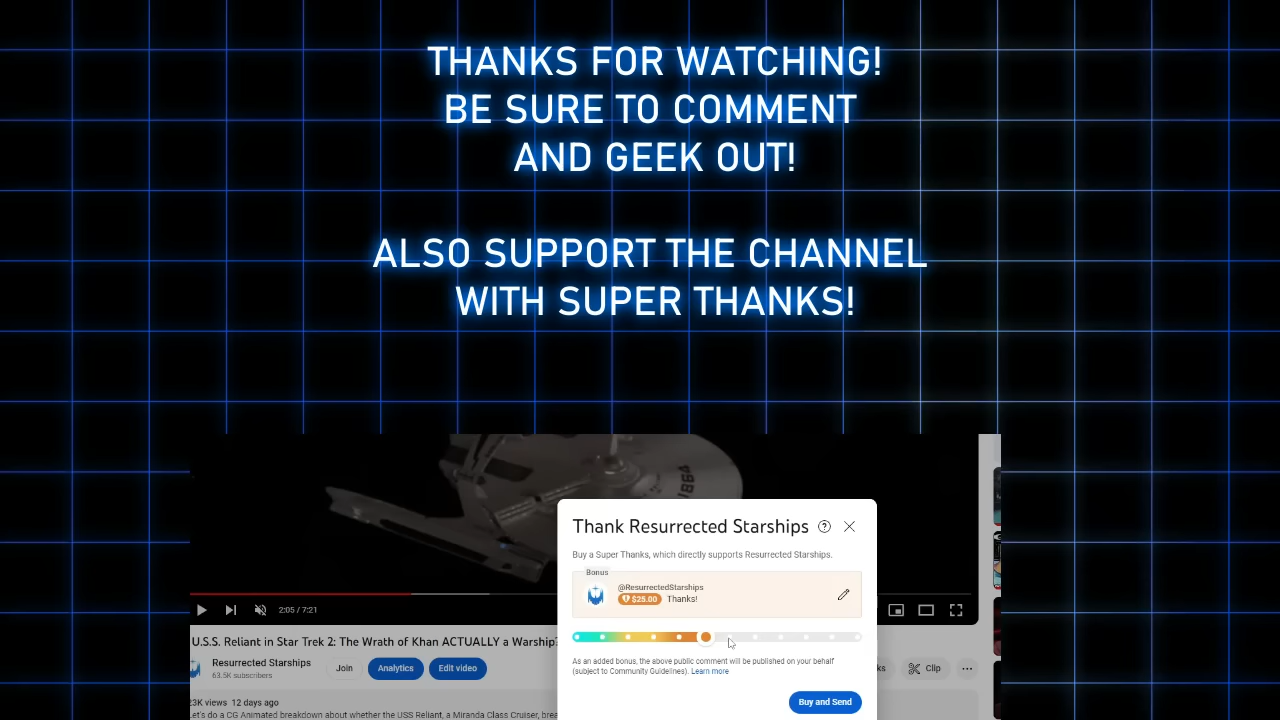 THANKS FOR WATCHING!
BE SURE TO COMMENT
AND GEEK OUT!
ALSO SUPPORT THE CHANNEL
WITH SUPER THANKS!
1864
Thank Resurrected Starships
Buy a Super Thanks, which directly supports Resurrected Starships.
Bonus
@ResurrectedStarships
$25.00 Thanks!
2:05 / 7:21
U.S.S. Reliant in Star Trek 2: The Wrath of Khan ACTUALLY a Warship?
Resurrected Starships
63.5K subscribers
Join
Analytics
Edit video
Clip
As an added bonus, the above public comment will be published on your behalf
(subject to Community Guidelines). Learn more
Buy and Send
3K views 12 days ago
Let's do a CG Animated breakdown about whether the USS Reliant, a Miranda Class Cruiser,